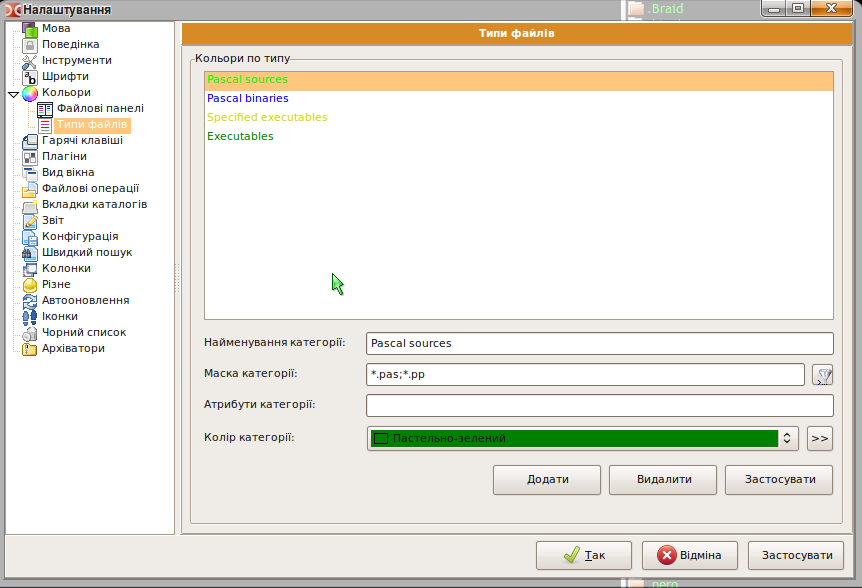 .Braid
Налаштування
Мова
Поведінка
Інструменти
Шрифти
Кольори
Файлові панелі
Типи файлів
Гарячі клавіші
Плагіни
Вид вікна
Файлові операції
Вкладки каталогів
Звіт
Конфігурація
Швидкий пошук
Колонки
Різне
Автооновлення
Іконки
Чорний список
Архіватори
Типи файлів
Кольори по типу
Pascal sources
Pascal binaries
Specified executables
Executables
Найменування категорії: Pascal sources
Маска категорії: *.pas;*.pp
Атрибути категорії:
Колір категорії: Пастельно-зелений >>
Додати Видалити Застосувати
Так Відміна Застосувати
.nero